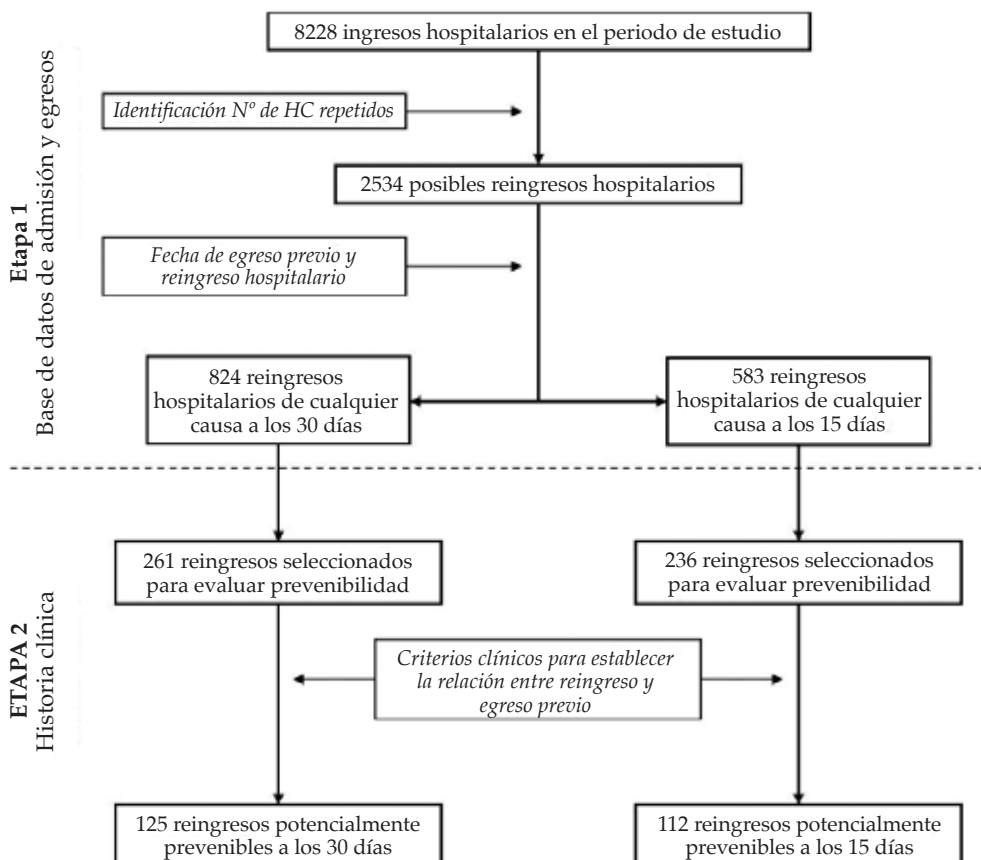 8228 ingresos hospitalarios en el periodo de estudio
Identificación Nº de HC repetidos
2534 posibles reingresos hospitalarios
Fecha de egreso previo y
reingreso hospitalario
Etapa 1
Base de datos de admisión y egresos
824 reingresos
hospitalarios de cualquier
causa a los 30 días
583 reingresos
hospitalarios de cualquier
causa a los 15 días
261 reingresos seleccionados
para evaluar prevenibilidad
236 reingresos seleccionados
para evaluar prevenibilidad
ETAPA 2
Historia clínica
Criterios clínicos para establecer
la relación entre reingreso y
egreso previo
125 reingresos potencialmente
prevenibles a los 30 días
112 reingresos potencialmente
prevenibles a los 15 días